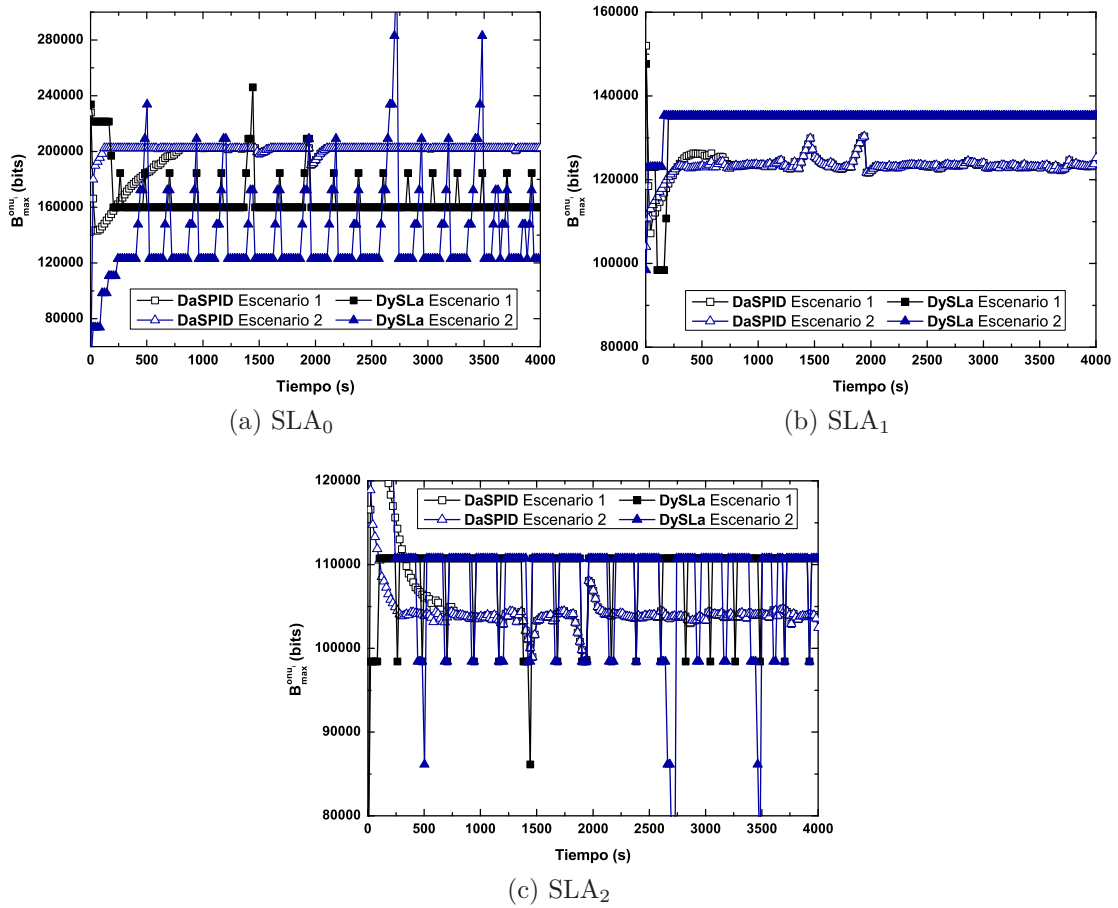 280000
240000
200000
160000
120000
80000
B_max^onu_i (bits)
DaSPID Escenario 1 DySLa Escenario 1
DaSPID Escenario 2 DySLa Escenario 2
0 500 1000 1500 2000 2500 3000 3500 4000
Tiempo (s)
(a) SLA₀
160000
140000
120000
100000
80000
B_max^onu_i (bits)
DaSPID Escenario 1 DySLa Escenario 1
DaSPID Escenario 2 DySLa Escenario 2
0 500 1000 1500 2000 2500 3000 3500 4000
Tiempo (s)
(b) SLA₁
120000
110000
100000
90000
80000
B_max^onu_i (bits)
DaSPID Escenario 1 DySLa Escenario 1
DaSPID Escenario 2 DySLa Escenario 2
0 500 1000 1500 2000 2500 3000 3500 4000
Tiempo (s)
(c) SLA₂